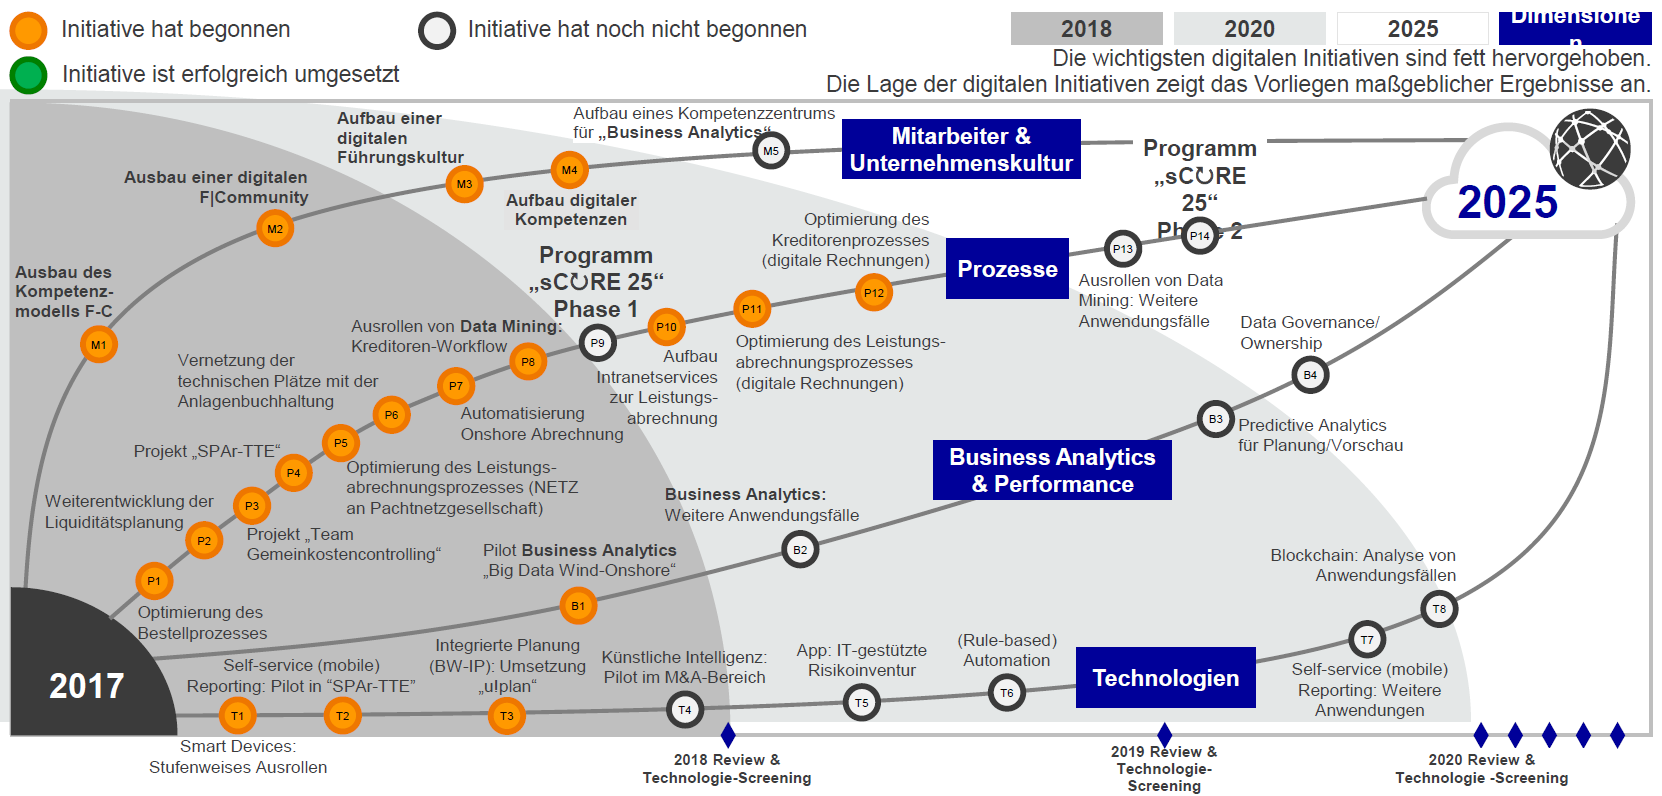 Initiative hat begonnen
Initiative hat noch nicht begonnen
Initiative ist erfolgreich umgesetzt
2018
2020
2025
Dimensione
n
Die wichtigsten digitalen Initiativen sind fett hervorgehoben.
Die Lage der digitalen Initiativen zeigt das Vorliegen maßgeblicher Ergebnisse an.
Aufbau einer
digitalen
Führungskultur
Aufbau eines Kompetenzzentrums
für „Business Analytics“
Mitarbeiter &
Unternehmenskultur
Programm
„sC↻RE
25“
Phase 2
2025
Ausbau einer digitalen
F|Community
M1
M2
M3
M4
M5
Aufbau digitaler
Kompetenzen
Ausbau des
Kompetenz-
modells F-C
Programm
„sC↻RE 25“
Phase 1
Optimierung des
Kreditorenprozesses
(digitale Rechnungen)
Prozesse
P13
P14
Ausrollen von Data
Mining: Weitere
Anwendungsfälle
Ausrollen von Data Mining:
Kreditoren-Workflow
P8
P9
P10
P11
P12
Aufbau
Intranetservices
zur Leistungs-
abrechnung
Optimierung des Leistungs-
abrechnungsprozesses
(digitale Rechnungen)
Data Governance/
Ownership
B4
Vernetzung der
technischen Plätze mit der
Anlagenbuchhaltung
P6
P7
Automatisierung
Onshore Abrechnung
Projekt „SPAr-TTE“
P4
P5
Optimierung des Leistungs-
abrechnungsprozesses (NETZ
an Pachtnetzgesellschaft)
Business Analytics
& Performance
B3
Predictive Analytics
für Planung/Vorschau
Weiterentwicklung der
Liquiditätsplanung
P2
P3
Projekt „Team
Gemeinkostencontrolling“
Business Analytics:
Weitere Anwendungsfälle
B2
Pilot Business Analytics
„Big Data Wind-Onshore“
B1
P1
Optimierung des
Bestellprozesses
Blockchain: Analyse von
Anwendungsfällen
T8
T7
Self-service (mobile)
Reporting: Weitere
Anwendungen
2017
Self-service (mobile)
Reporting: Pilot in “SPAr-TTE”
Integrierte Planung
(BW-IP): Umsetzung
„u!plan“
Künstliche Intelligenz:
Pilot im M&A-Bereich
App: IT-gestützte
Risikoinventur
(Rule-based)
Automation
Technologien
T1
T2
T3
T4
T5
T6
Smart Devices:
Stufenweises Ausrollen
2018 Review &
Technologie-Screening
2019 Review &
Technologie-
Screening
2020 Review &
Technologie -Screening